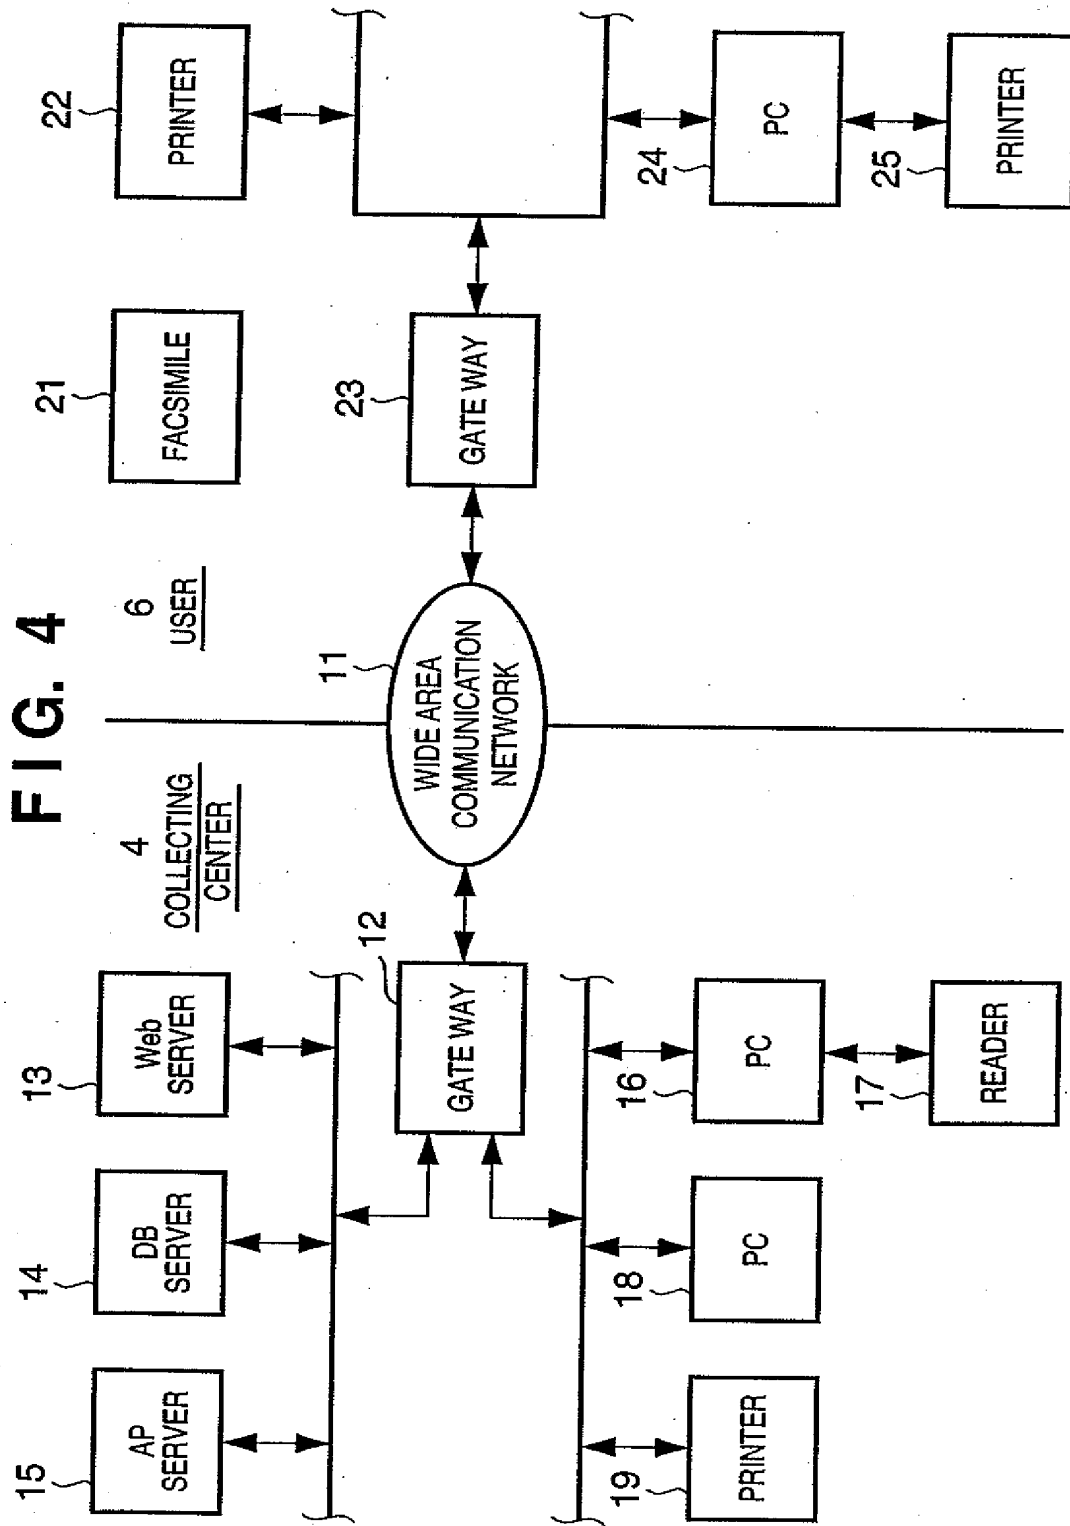 FIG. 4
4
COLLECTING
CENTER
6
USER
15
AP
SERVER
14
DB
SERVER
13
Web
SERVER
21
FACSIMILE
22
PRINTER
12
GATE WAY
11
WIDE AREA
COMMUNICATION
NETWORK
23
GATE WAY
19
PRINTER
18
PC
16
PC
17
READER
24
PC
25
PRINTER